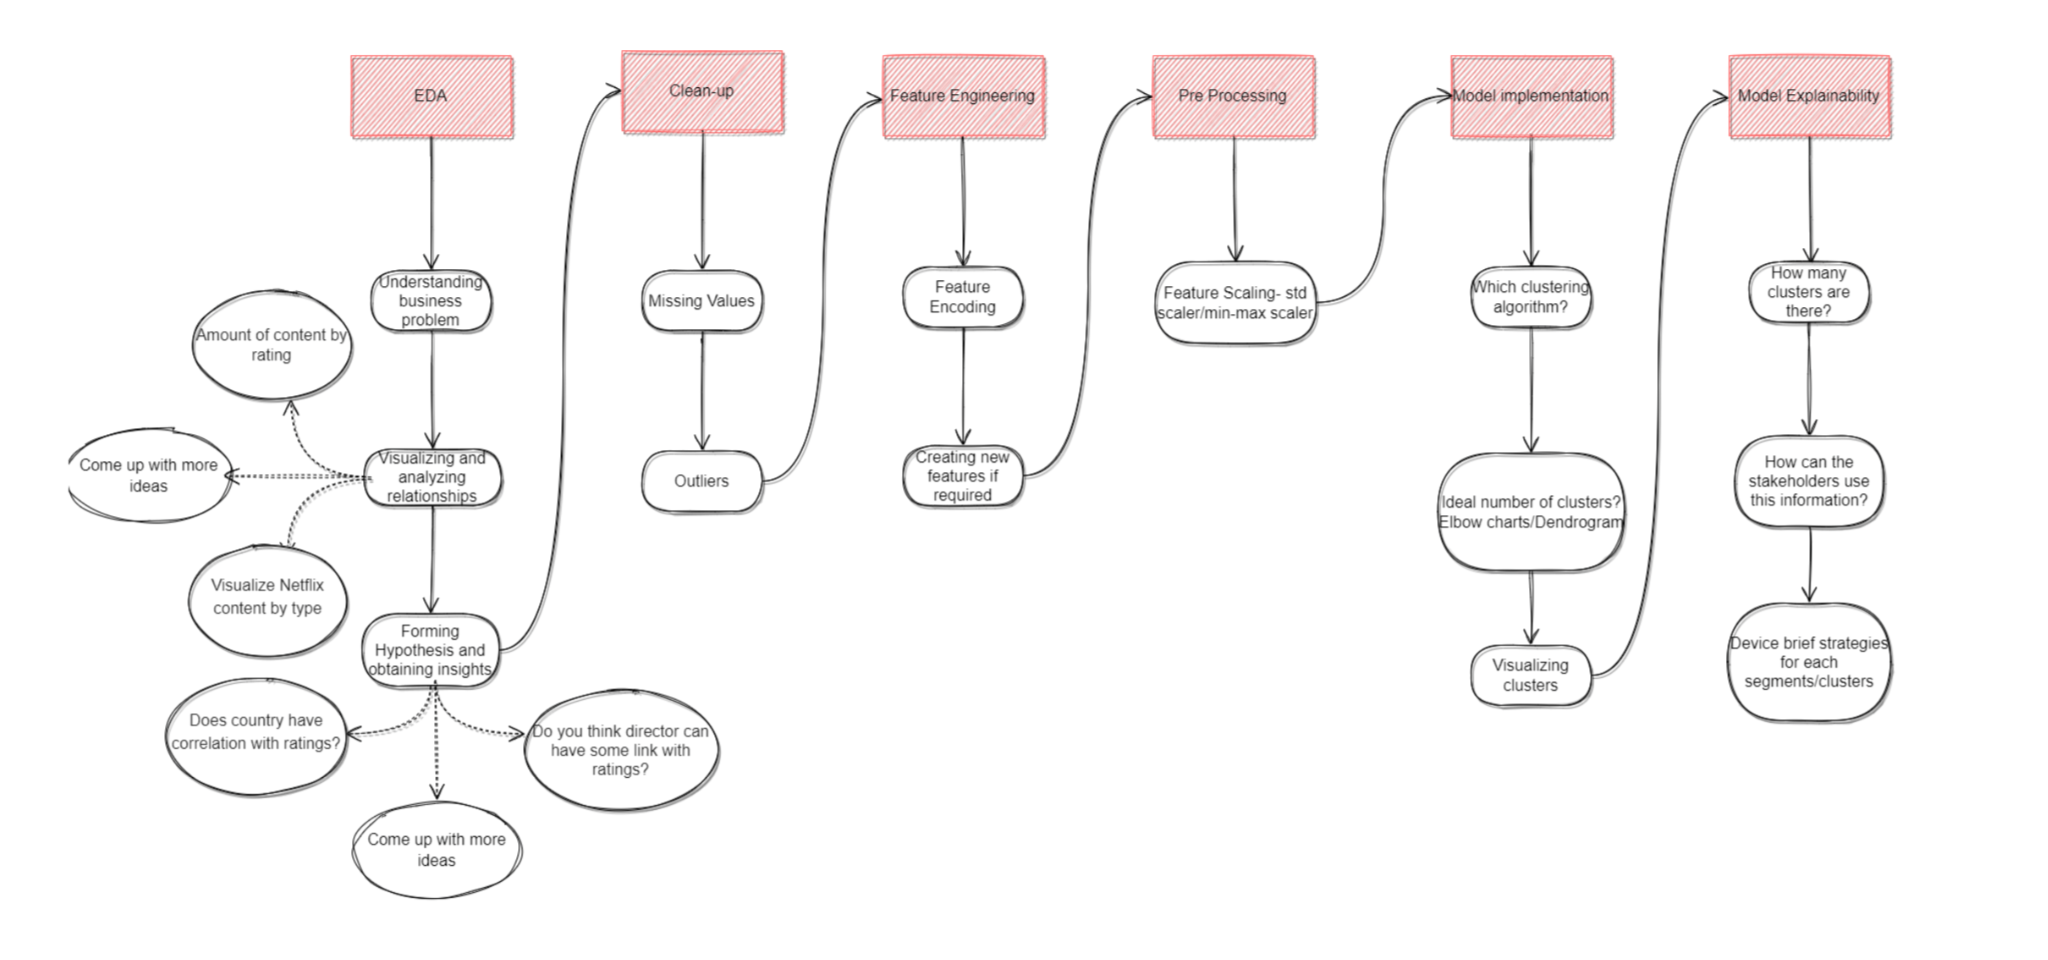 EDA
Clean-up
Feature Engineering
Pre Processing
Model implementation
Model Explainability
Understanding
business
problem
Amount of content by
rating
Come up with more
ideas
Visualizing and
analyzing
relationships
Visualize Netflix
content by type
Forming
Hypothesis and
obtaining insights
Does country have
correlation with ratings?
Do you think director can
have some link with
ratings?
Come up with more
ideas
Missing Values
Outliers
Feature
Encoding
Creating new
features if
required
Feature Scaling- std
scaler/min-max scaler
Which clustering
algorithm?
Ideal number of clusters?
Elbow charts/Dendrogram
Visualizing
clusters
How many
clusters are
there?
How can the
stakeholders use
this information?
Device brief strategies
for each
segments/clusters